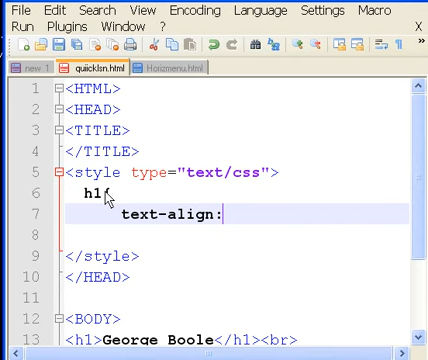 File Edit Search View Encoding Language Settings Macro
Run Plugins Window ? X
new 1 quiicklsn.html Horizmenu.html
1 <HTML>
2 <HEAD>
3 <TITLE>
4 </TITLE>
5 <style type="text/css">
6 h1{
7 text-align:
8
9 </style>
10 </HEAD>
11
12 <BODY>
13 <h1>George Boole</h1><br>